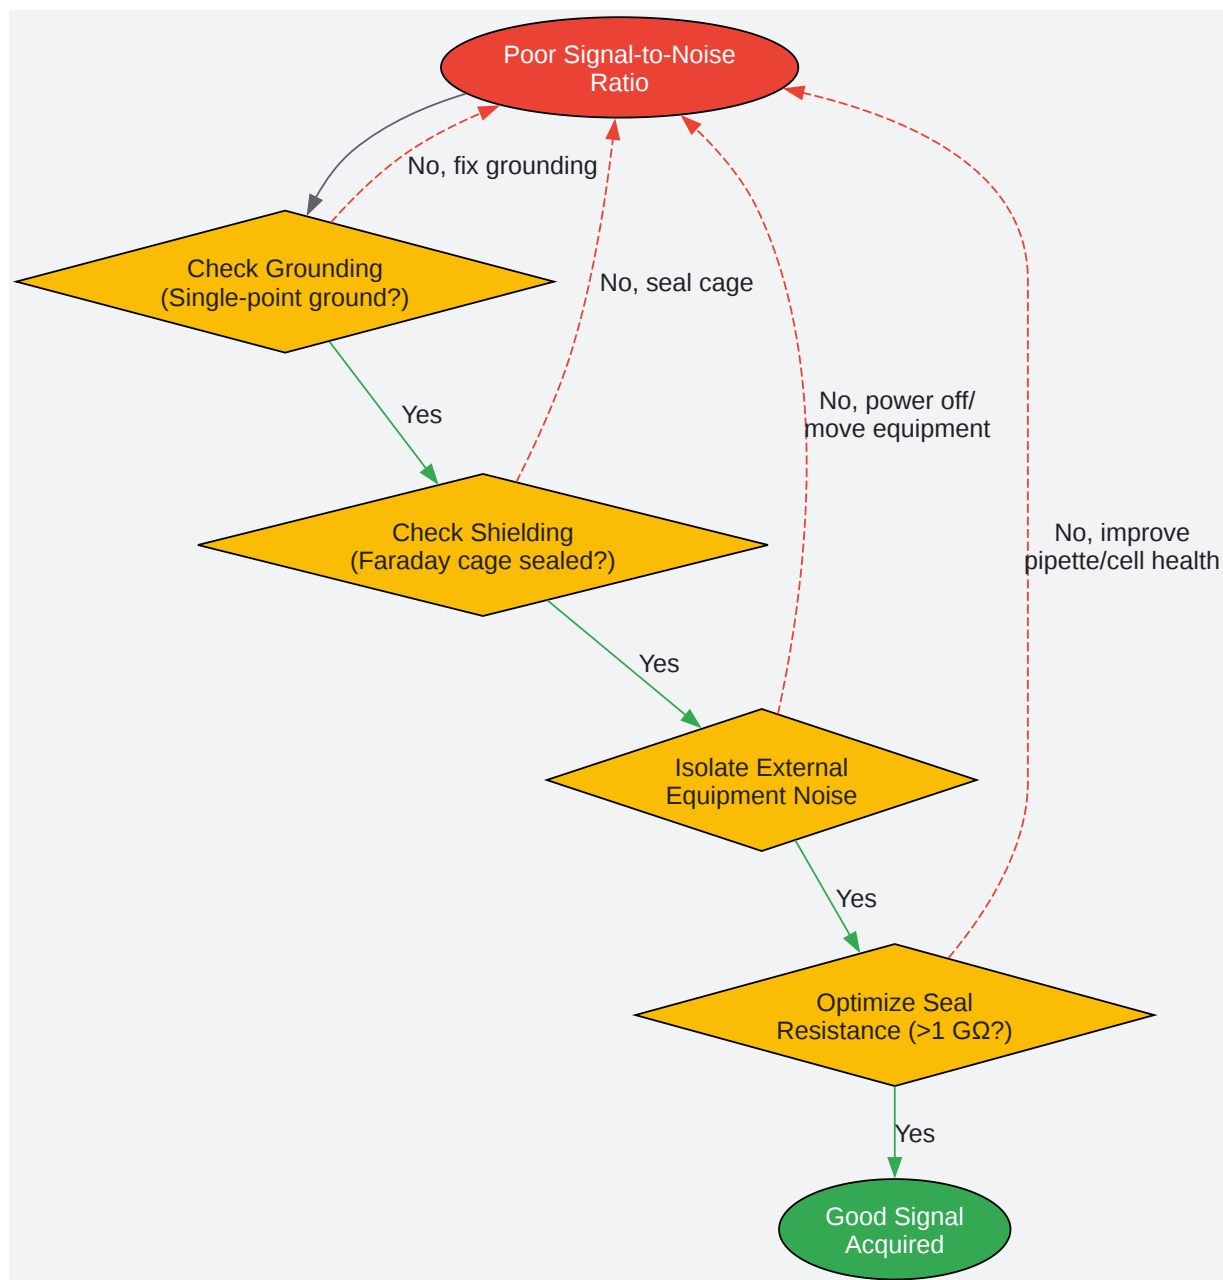 Poor Signal-to-Noise
Ratio
No, fix grounding
Check Grounding
(Single-point ground?)
No, seal cage
Yes
No, power off/
move equipment
Check Shielding
(Faraday cage sealed?)
No, improve
pipette/cell health
Yes
Isolate External
Equipment Noise
Yes
Optimize Seal
Resistance (>1 GΩ?)
Yes
Good Signal
Acquired